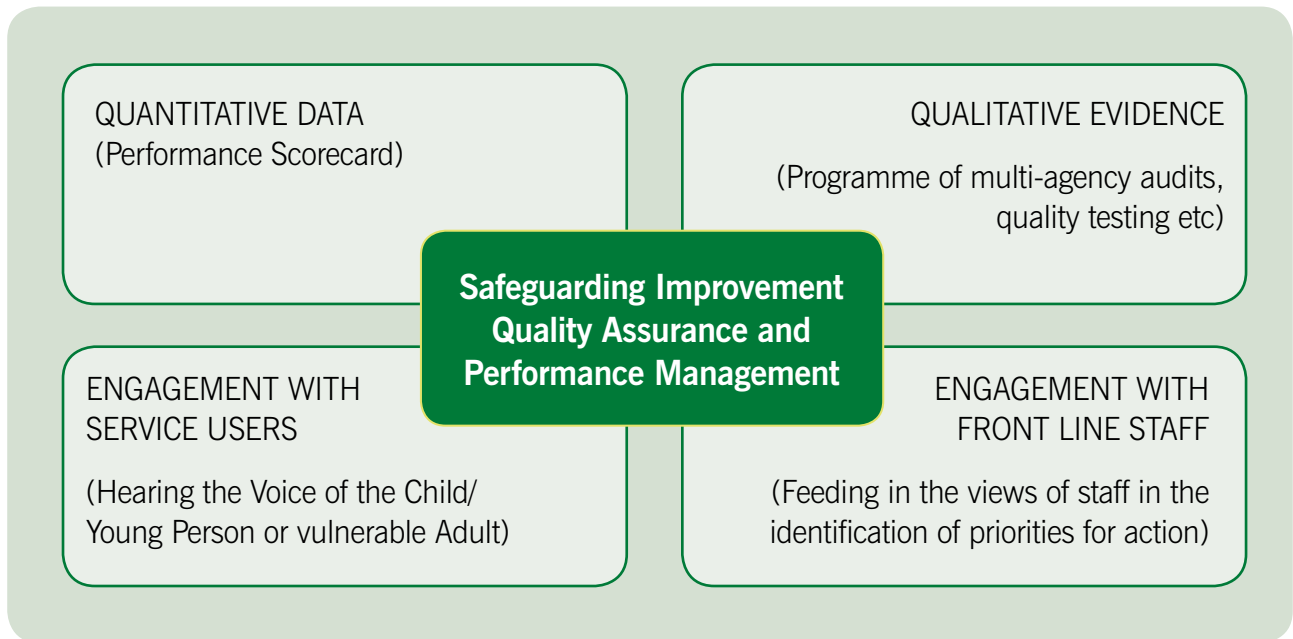 QUANTITATIVE DATA
(Performance Scorecard)
QUALITATIVE EVIDENCE
(Programme of multi-agency audits,
quality testing etc)
Safeguarding Improvement
Quality Assurance and
Performance Management
ENGAGEMENT WITH
SERVICE USERS
(Hearing the Voice of the Child/
Young Person or vulnerable Adult)
ENGAGEMENT WITH
FRONT LINE STAFF
(Feeding in the views of staff in the
identification of priorities for action)